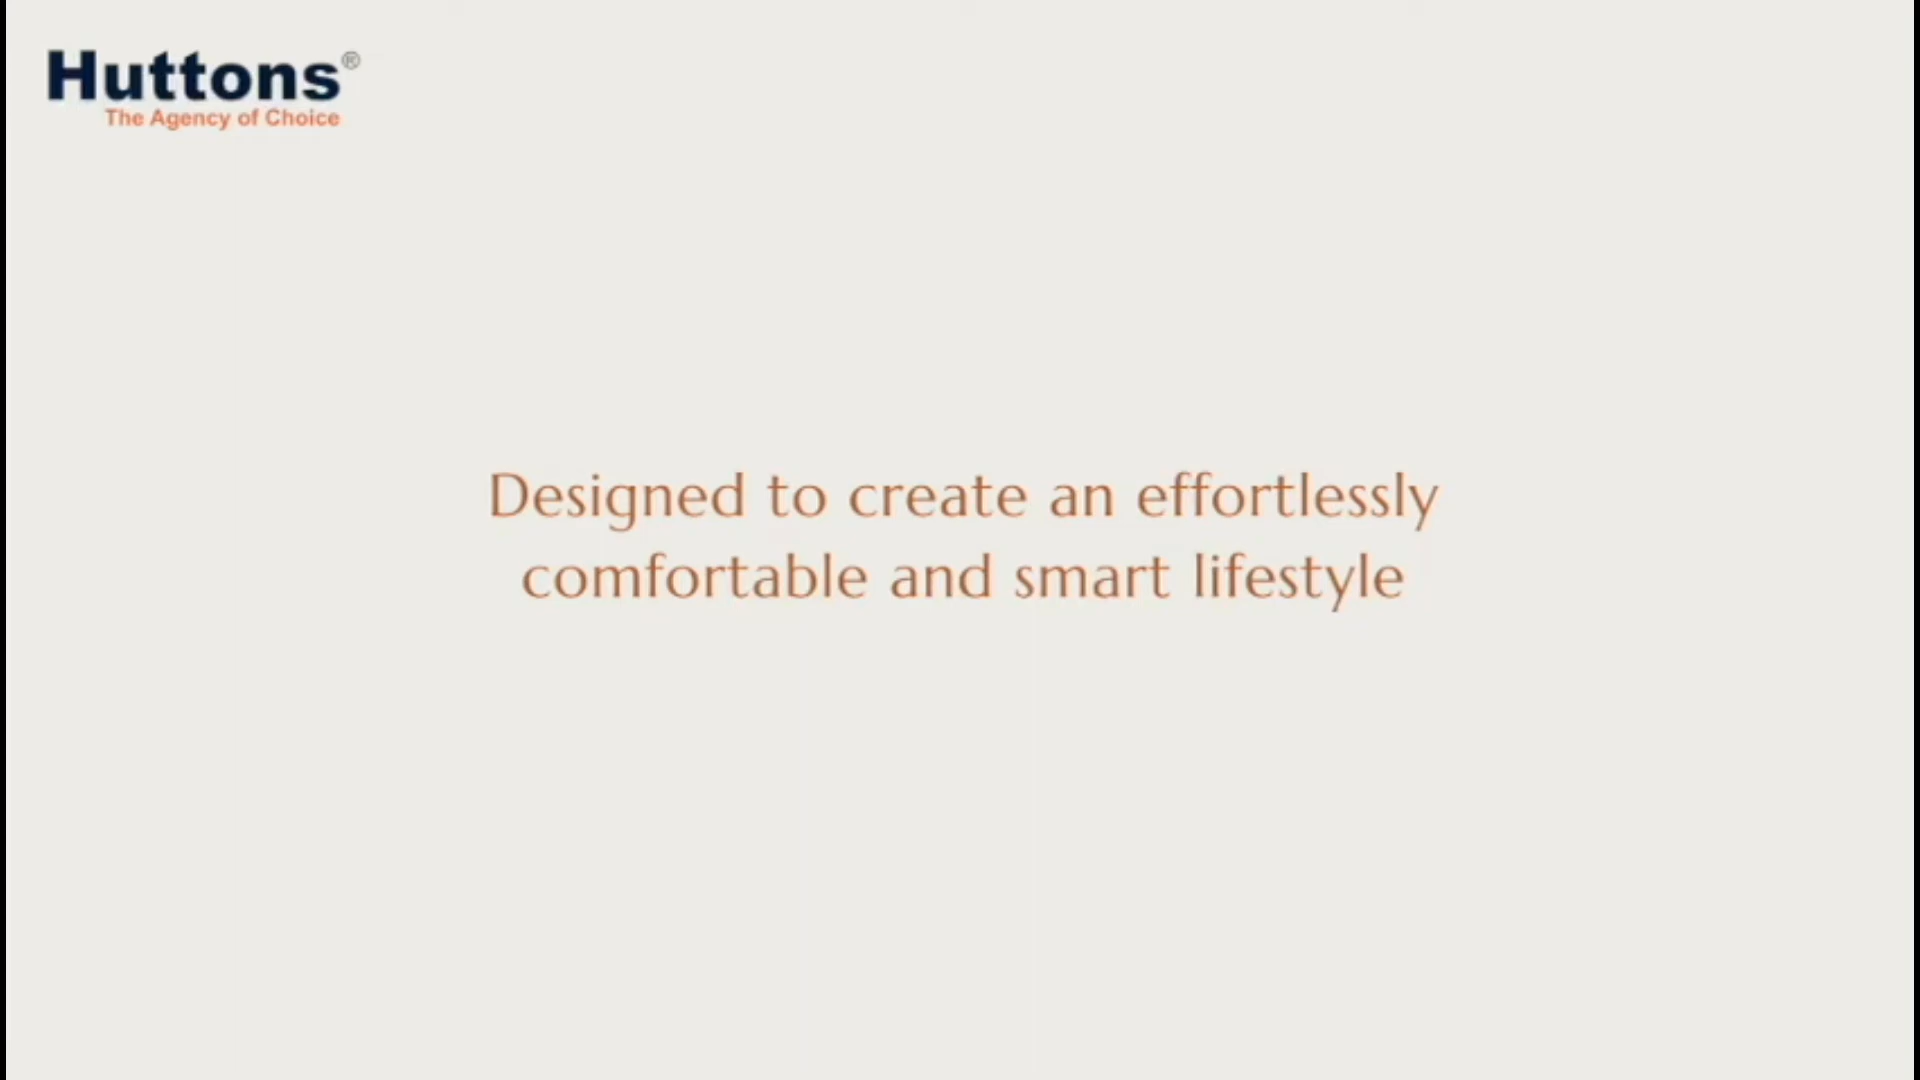 Huttons®
The Agency of Choice
Designed to create an effortlessly
comfortable and smart lifestyle